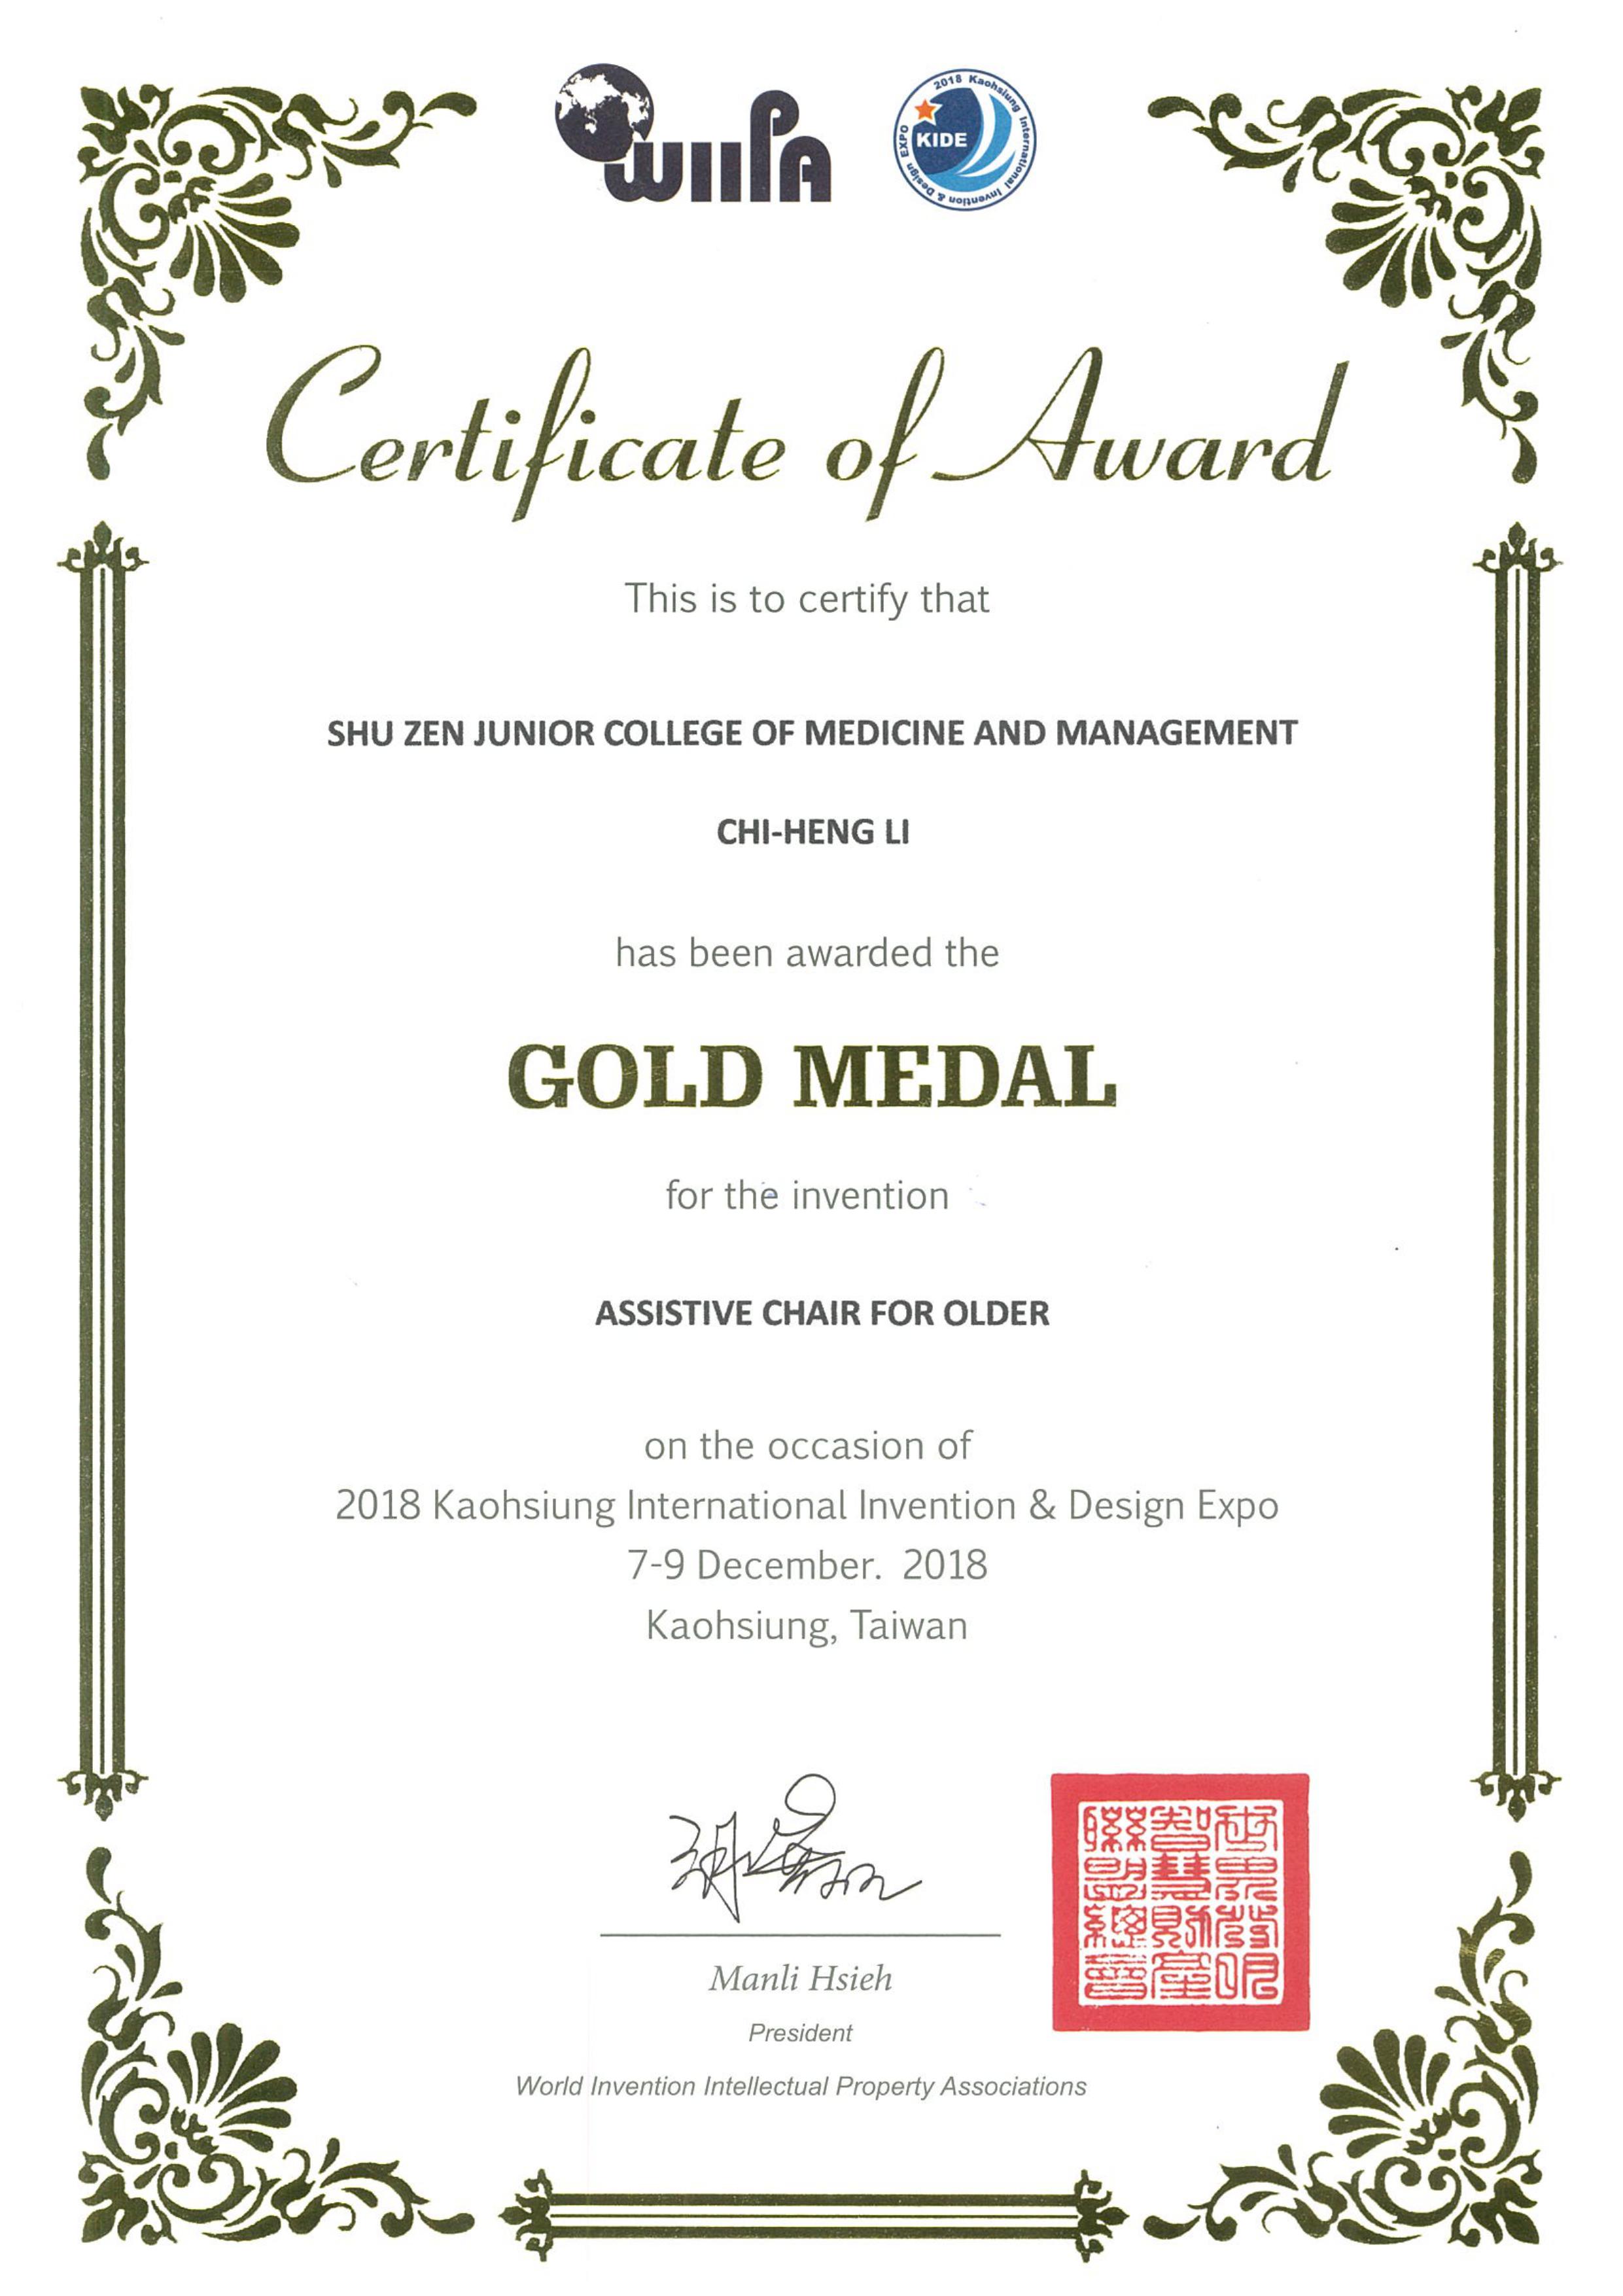 WIIPA
2018 Kaohsiung International Invention & Design EXPO
KIDE
Certificate of Award
This is to certify that
SHU ZEN JUNIOR COLLEGE OF MEDICINE AND MANAGEMENT
CHI-HENG LI
has been awarded the
GOLD MEDAL
for the invention
ASSISTIVE CHAIR FOR OLDER
on the occasion of
2018 Kaohsiung International Invention & Design Expo
7-9 December. 2018
Kaohsiung, Taiwan
世界發明
智慧財產
聯盟總會
Manli Hsieh
President
World Invention Intellectual Property Associations